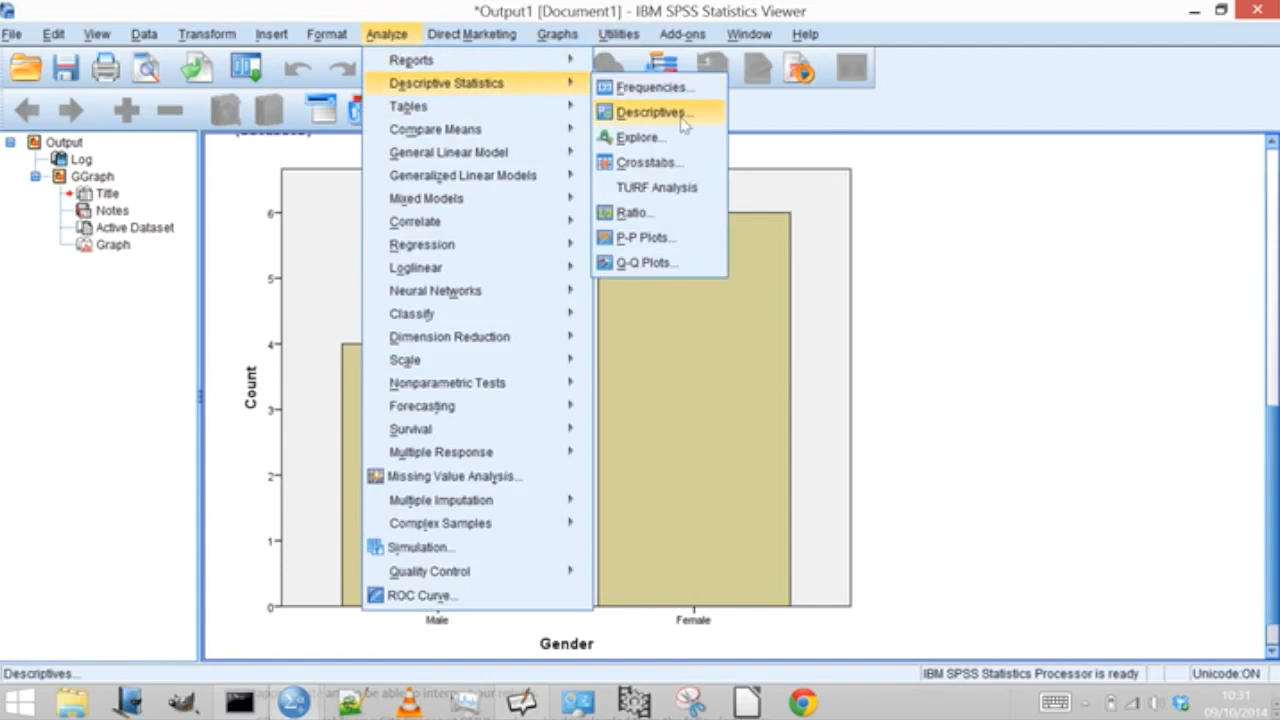 *Output1 [Document1] - IBM SPSS Statistics Viewer
File Edit View Data Transform Insert Format Analyze Direct Marketing Graphs Utilities Add-ons Window Help
Reports
Descriptive Statistics
Tables
Compare Means
General Linear Model
Generalized Linear Models
Mixed Models
Correlate
Regression
Loglinear
Neural Networks
Classify
Dimension Reduction
Scale
Nonparametric Tests
Forecasting
Survival
Multiple Response
Missing Value Analysis...
Multiple Imputation
Complex Samples
Simulation...
Quality Control
ROC Curve...
Frequencies...
Descriptives...
Explore...
Crosstabs...
TURF Analysis
Ratio...
P-P Plots...
Q-Q Plots...
Output
Log
GGraph
Title
Notes
Active Dataset
Graph
6
5
4
3
2
1
0
Count
Male Female
Gender
Descriptives...
IBM SPSS Statistics Processor is ready
Unicode:ON
10:31
09/10/2014